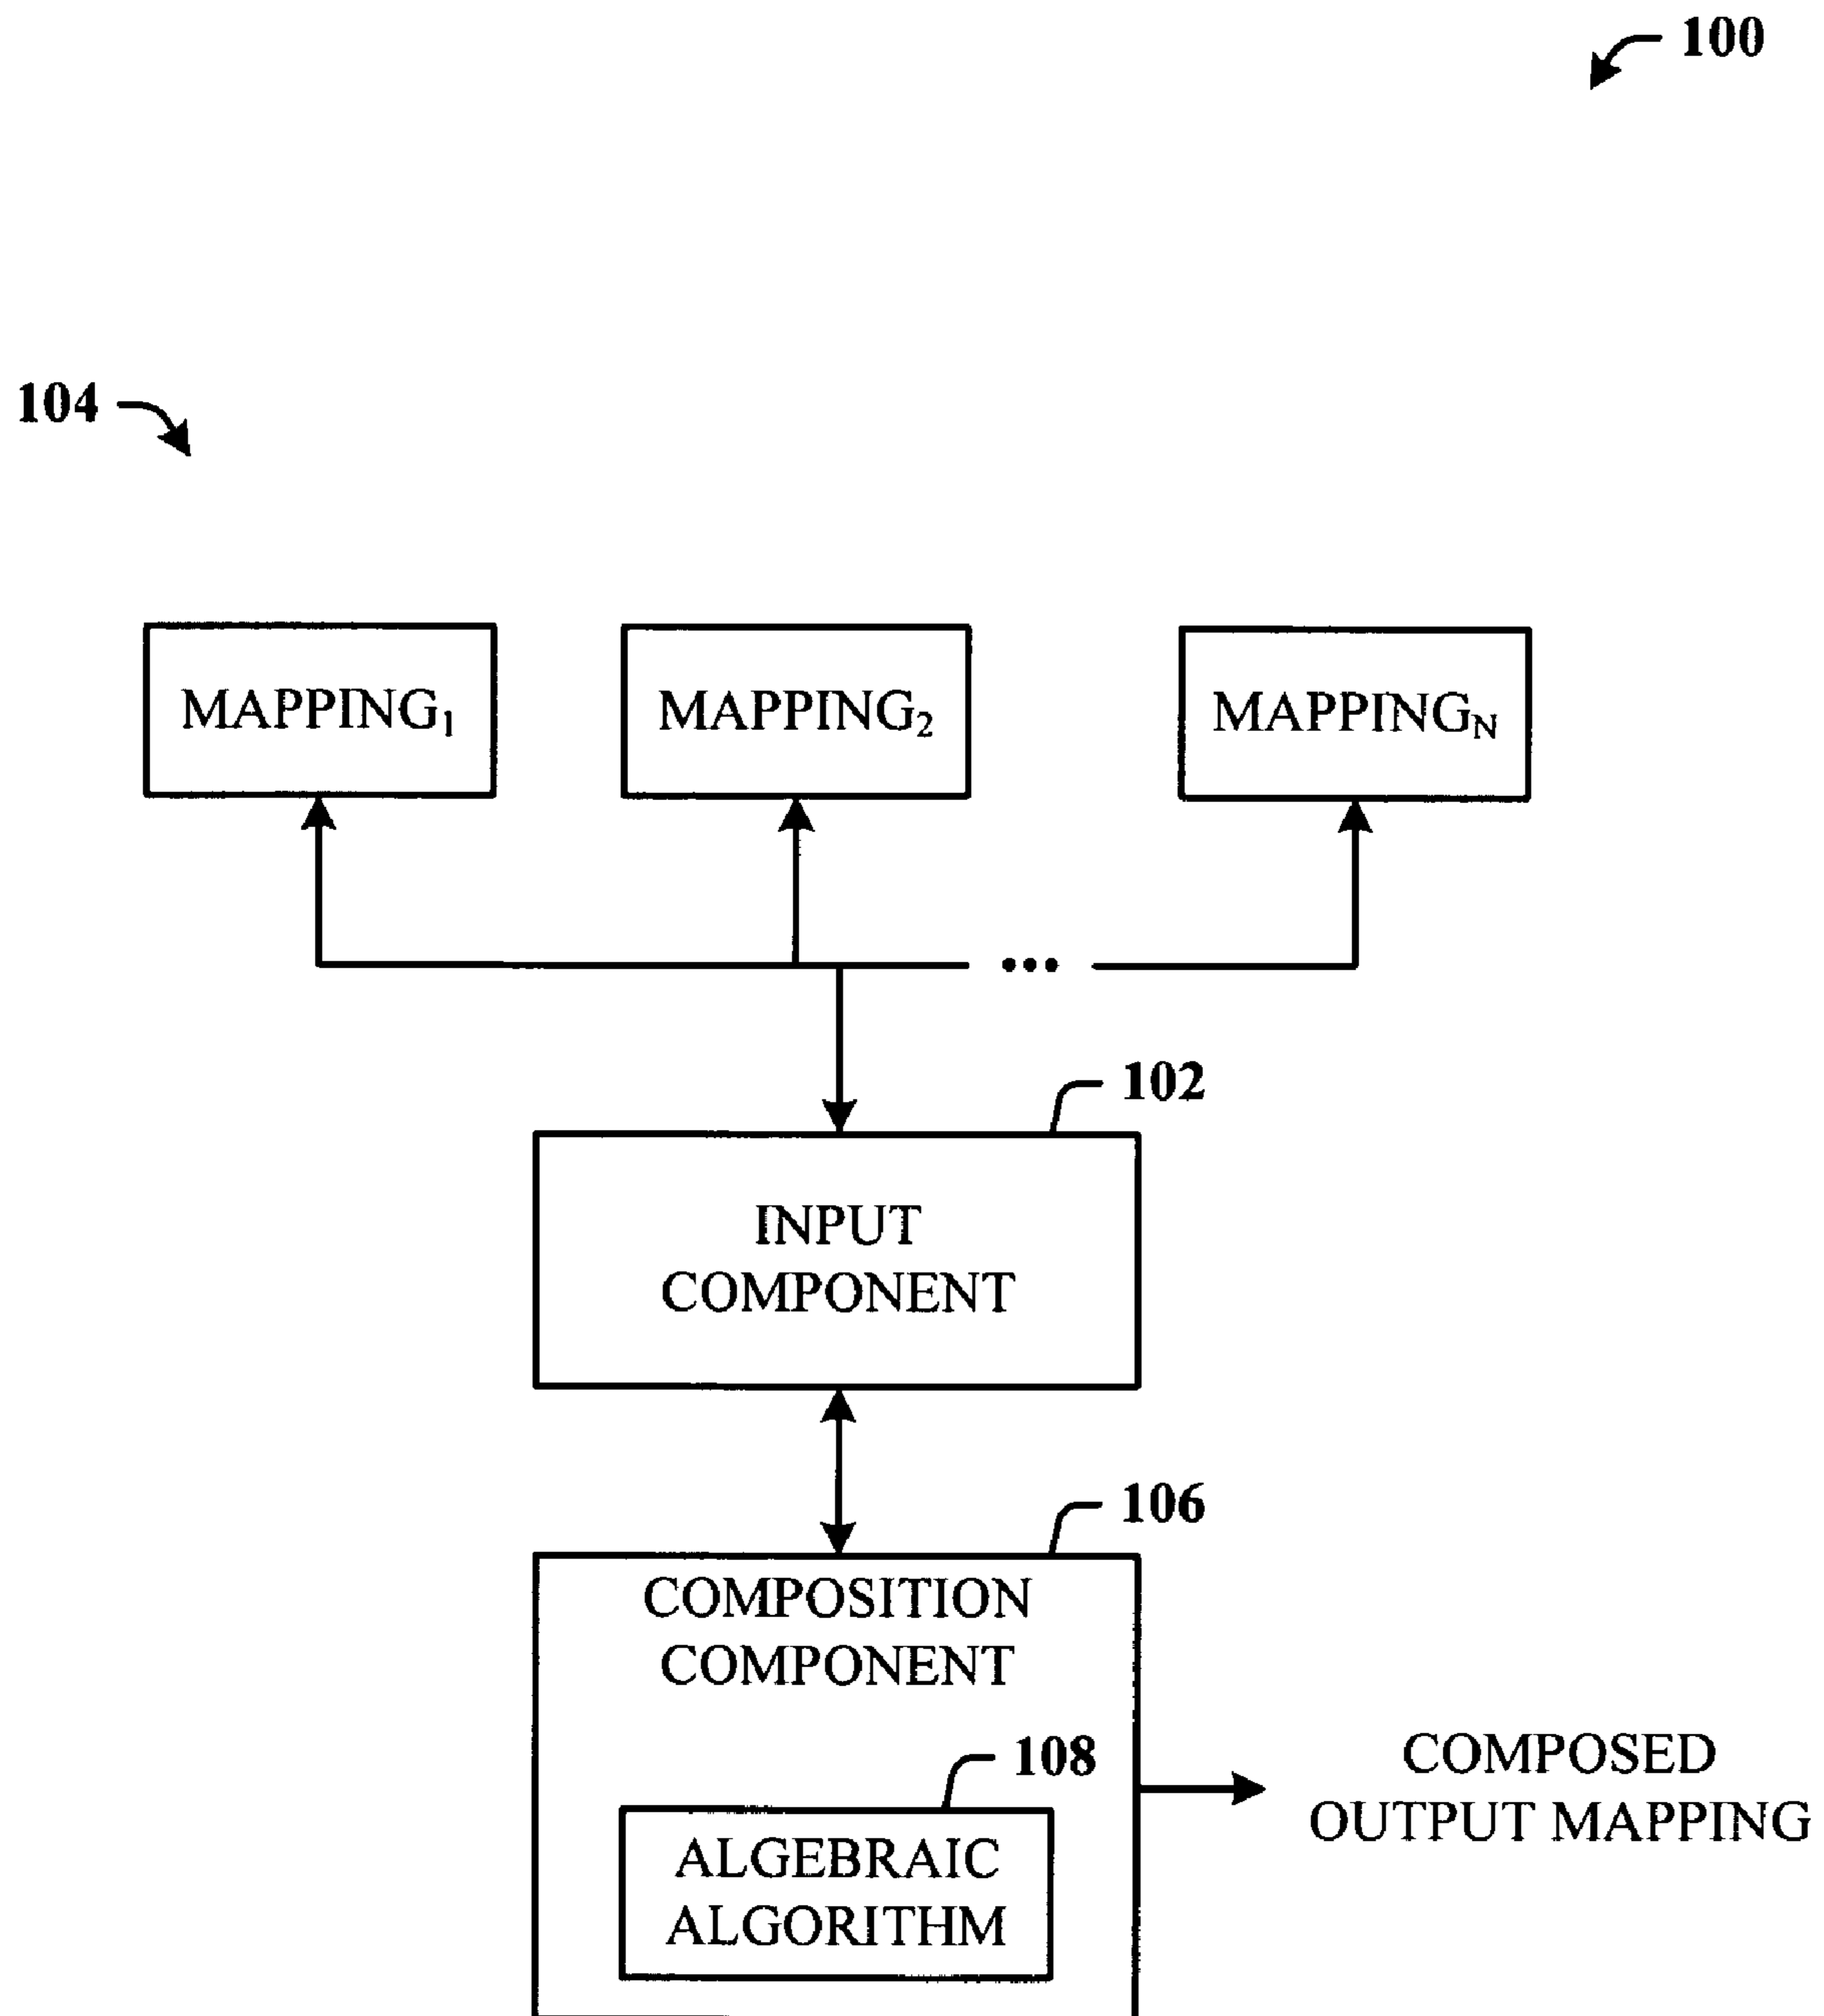 100
104
MAPPING₁
MAPPING₂
MAPPINGN
...
102
INPUT
COMPONENT
106
COMPOSITION
COMPONENT
108
ALGEBRAIC
ALGORITHM
COMPOSED
OUTPUT MAPPING